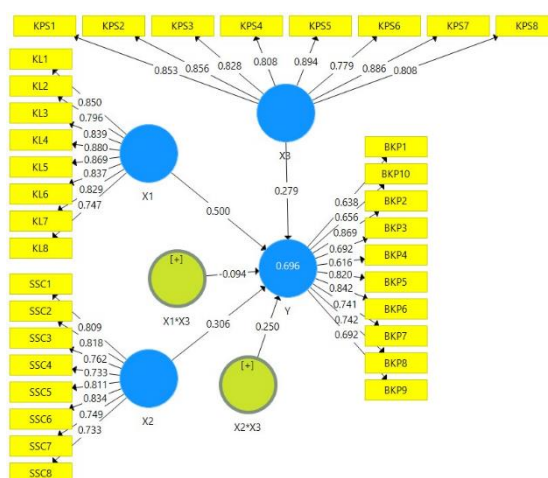 KPS1 KPS2 KPS3 KPS4 KPS5 KPS6 KPS7 KPS8
0.853 0.856 0.828 0.808 0.894 0.779 0.886 0.808
X3
KL1
KL2
KL3
KL4
KL5
KL6
KL7
KL8
0.850
0.796
0.839
0.880
0.869
0.837
0.829
0.747
X1
0.279
0.500
BKP1
BKP10
BKP2
BKP3
BKP4
BKP5
BKP6
BKP7
BKP8
BKP9
0.638
0.656
0.869
0.692
0.616
0.820
0.842
0.741
0.742
0.692
0.696
Y
[+]
-0.094
X1*X3
SSC1
SSC2
SSC3
SSC4
SSC5
SSC6
SSC7
SSC8
0.809
0.818
0.762
0.733
0.811
0.834
0.749
0.733
X2
0.306
0.250
[+]
X2*X3